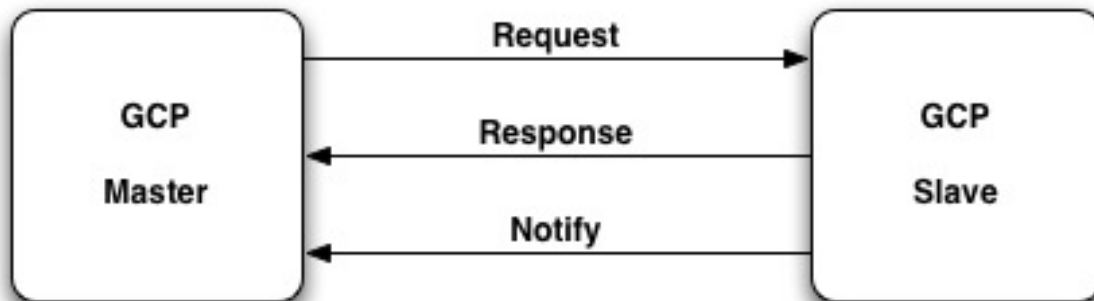 GCP
Master
Request
Response
Notify
GCP
Slave